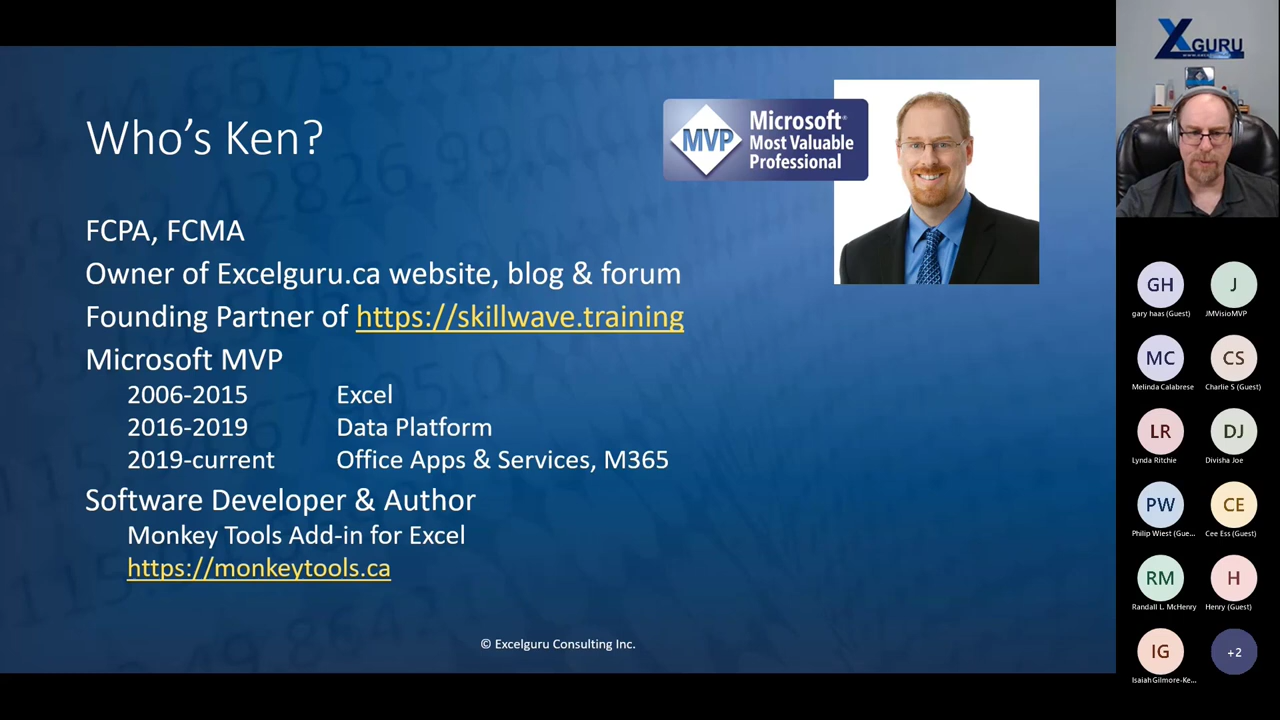 Who's Ken?
MVP
Microsoft®
Most Valuable
Professional
FCPA, FCMA
Owner of Excelguru.ca website, blog & forum
Founding Partner of https://skillwave.training
Microsoft MVP
2006-2015 Excel
2016-2019 Data Platform
2019-current Office Apps & Services, M365
Software Developer & Author
Monkey Tools Add-in for Excel
https://monkeytools.ca
© Excelguru Consulting Inc.
XGURU
GH
gary haas (Guest)
J
JMVisioMVP
MC
Melinda Calabrese
CS
Charlie S (Guest)
LR
Lynda Ritchie
DJ
Divisha Joe
PW
Philip Wiest (Gue...
CE
Cee Ess (Guest)
RM
Randall L. McHenry
H
Henry (Guest)
IG
Isaiah Gilmore-Ke...
+2